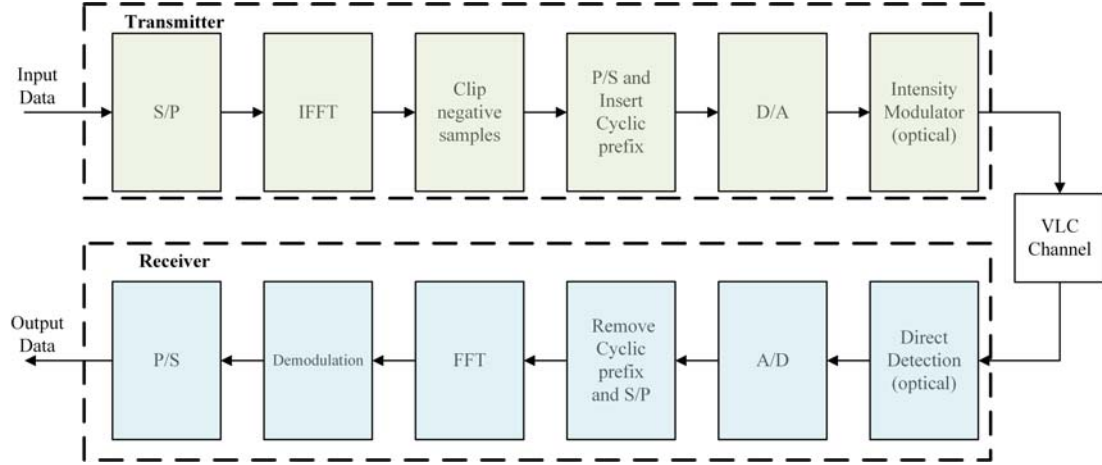 Transmitter
Input
Data
S/P
IFFT
Clip
negative
samples
P/S and
Insert
Cyclic
prefix
D/A
Intensity
Modulator
(optical)
VLC
Channel
Receiver
Output
Data
P/S
Demodulation
FFT
Remove
Cyclic
prefix
and S/P
A/D
Direct
Detection
(optical)